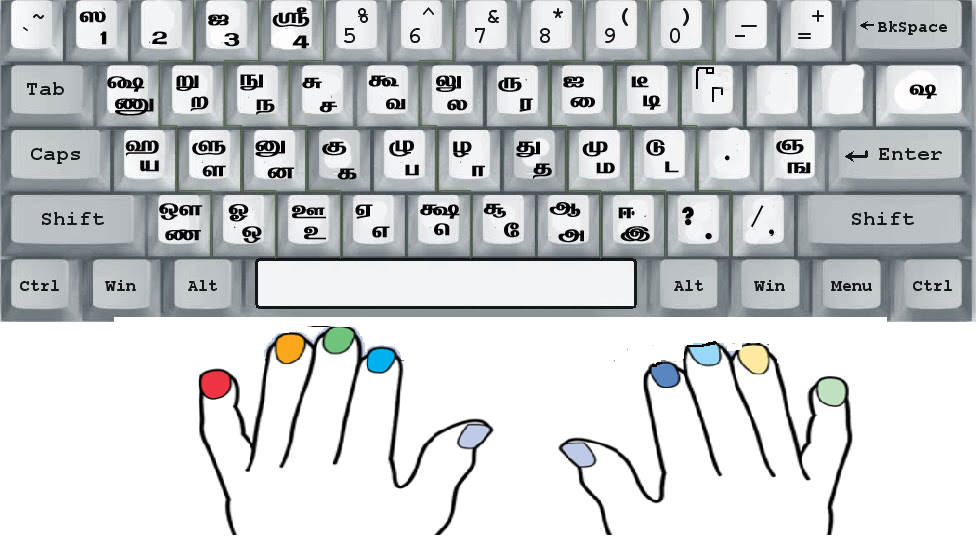 ~ ஸ ஜ ஸ்ரீ % ^ & * ( ) _ +
` 1 2 3 4 5 6 7 8 9 0 - = ←BkSpace
Tab று நு சு கூ லு ரு ஐ டீ ஷ
ணு ற ந ச வ ல ர ை டி
Caps ஹ ளு னு கு ழு ழ து மு டு . ஞ ↵ Enter
ய ள ன க ப ா த ம ட ங
Shift ஔ ஓ ஊ ஏ க்ஷ சூ ஆ ஈ ? / Shift
ண ஒ உ எ ெ ே அ இ . ,
Ctrl Win Alt Alt Win Menu Ctrl